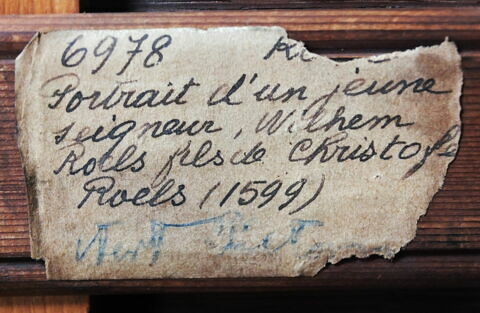 6978
Portrait d'un jeune
seigneur, Wilhem
Roels fils de Christofle
Roels (1599)